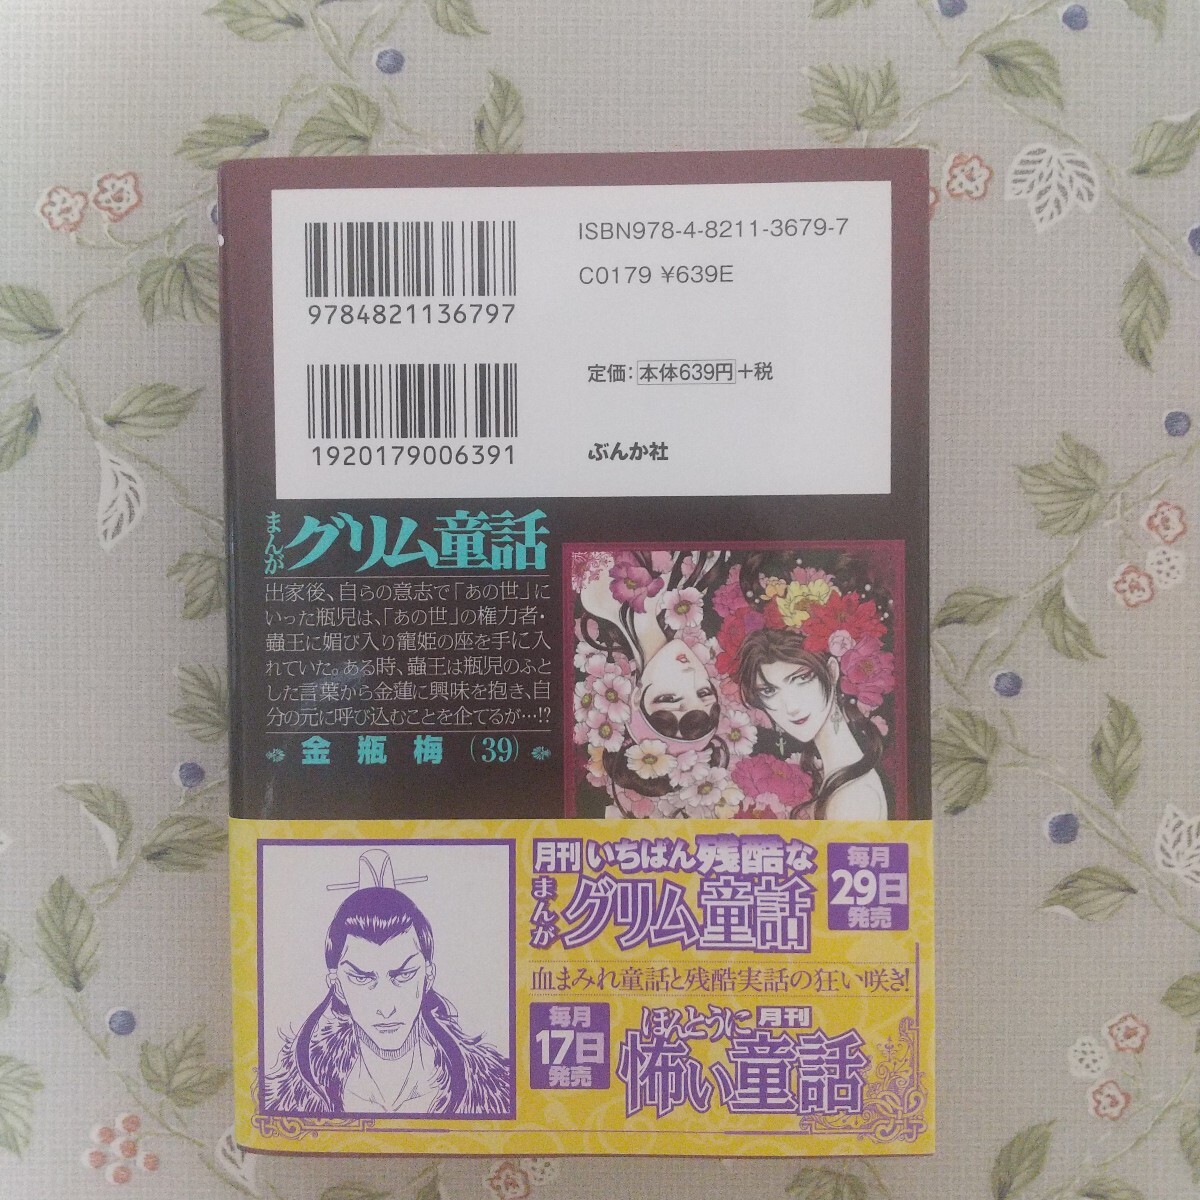 ISBN978-4-8211-3679-7
C0179 ¥639E
9784821136797
定価：本体639円+税
1920179006391
ぶんか社
まんが
グリム童話
出家後、自らの意志で「あの世」に
いった瓶児は、「あの世」の権力者・
蟲王に媚び入り寵姫の座を手に入
れていた。ある時、蟲王は瓶児のふと
した言葉から金蓮に興味を抱き、自
分の元に呼び込むことを企てるが…!?
金瓶梅(39)
月刊いちばん残酷な
まんが
グリム童話
毎月
29日
発売
血まみれ童話と残酷実話の狂い咲き!
毎月
17日
発売
ほんとうに月刊
怖い童話